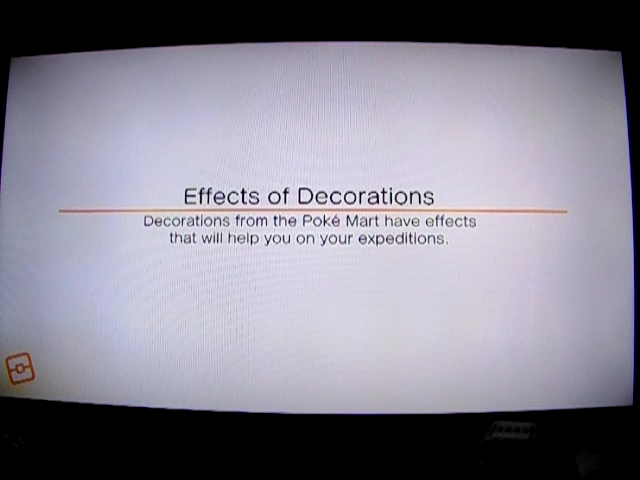 Effects of Decorations
Decorations from the Poké Mart have effects
that will help you on your expeditions.